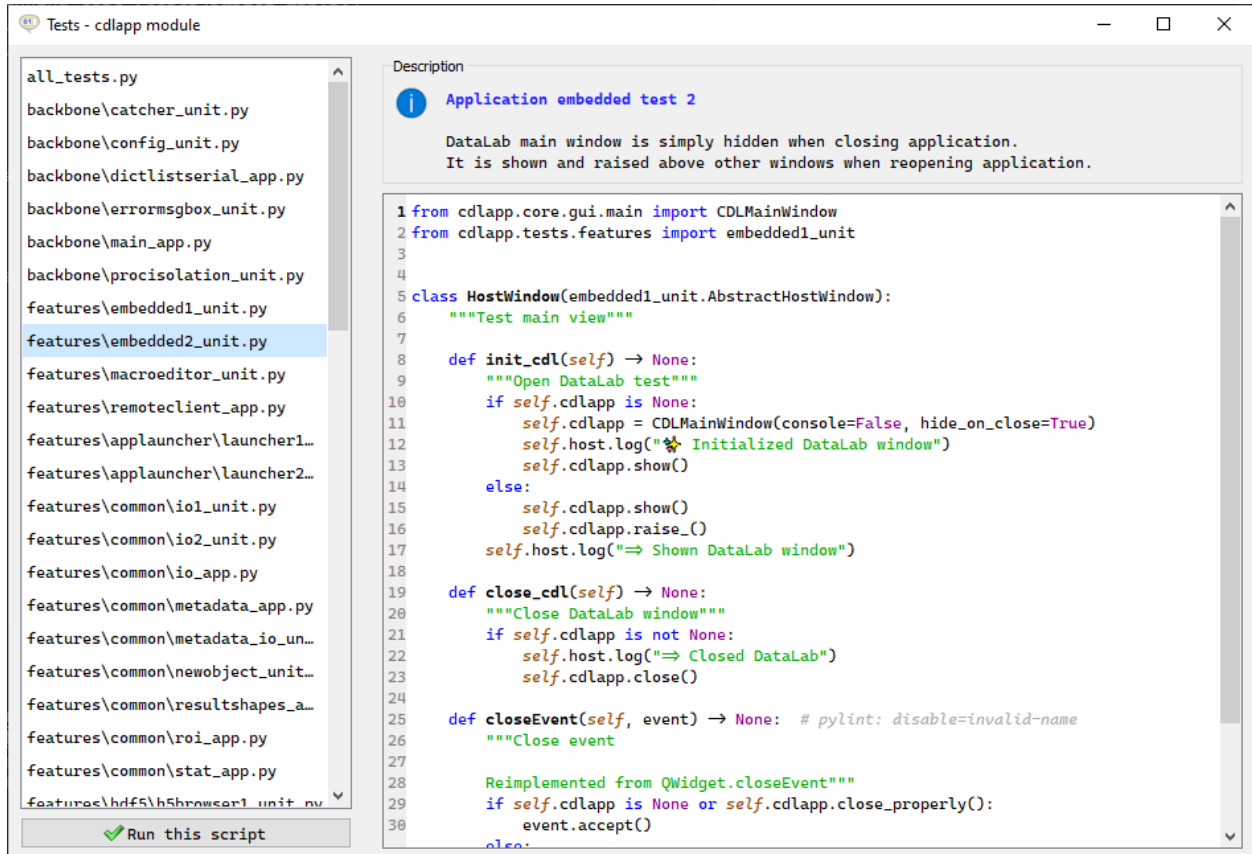 Tests - cdlapp module
all_tests.py
backbone\catcher_unit.py
backbone\config_unit.py
backbone\dictlistserial_app.py
backbone\errormsgbox_unit.py
backbone\main_app.py
backbone\procisolation_unit.py
features\embedded1_unit.py
features\embedded2_unit.py
features\macroeditor_unit.py
features\remoteclient_app.py
features\applauncher\launcher1…
features\applauncher\launcher2…
features\common\io1_unit.py
features\common\io2_unit.py
features\common\io_app.py
features\common\metadata_app.py
features\common\metadata_io_un…
features\common\newobject_unit…
features\common\resultshapes_a…
features\common\roi_app.py
features\common\stat_app.py
features\hdf5\h5browser1_unit.py
Run this script
Description
Application embedded test 2
DataLab main window is simply hidden when closing application.
It is shown and raised above other windows when reopening application.
1 from cdlapp.core.gui.main import CDLMainWindow
2 from cdlapp.tests.features import embedded1_unit
3
4
5 class HostWindow(embedded1_unit.AbstractHostWindow):
6     """Test main view"""
7
8     def init_cdl(self) → None:
9         """Open DataLab test"""
10         if self.cdlapp is None:
11             self.cdlapp = CDLMainWindow(console=False, hide_on_close=True)
12             self.host.log("✨ Initialized DataLab window")
13             self.cdlapp.show()
14         else:
15             self.cdlapp.show()
16             self.cdlapp.raise_()
17         self.host.log("⇒ Shown DataLab window")
18
19     def close_cdl(self) → None:
20         """Close DataLab window"""
21         if self.cdlapp is not None:
22             self.host.log("⇒ Closed DataLab")
23             self.cdlapp.close()
24
25     def closeEvent(self, event) → None:  # pylint: disable=invalid-name
26         """Close event
27
28         Reimplemented from QWidget.closeEvent"""
29         if self.cdlapp is None or self.cdlapp.close_properly():
30             event.accept()
else: